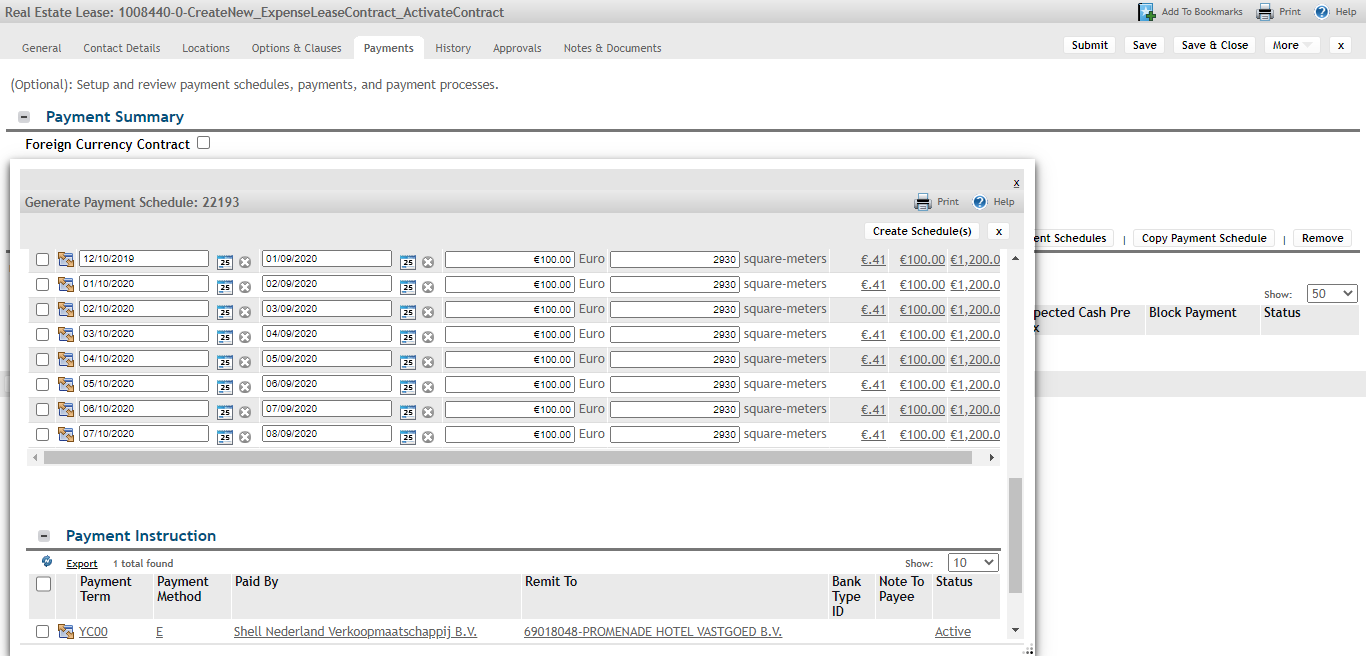 Real Estate Lease: 1008440-0-CreateNew_ExpenseLeaseContract_ActivateContract Add To Bookmarks Print Help
General Contact Details Locations Options & Clauses Payments History Approvals Notes & Documents Submit Save Save & Close More x
(Optional): Setup and review payment schedules, payments, and payment processes.
Payment Summary
Foreign Currency Contract
x
Generate Payment Schedule: 22193 Print Help
Create Schedule(s) x
ent Schedules | Copy Payment Schedule | Remove
12/10/2019 25 01/09/2020 25 €100.00 Euro 2930 square-meters €.41 €100.00 €1,200.0
01/10/2020 25 02/09/2020 25 €100.00 Euro 2930 square-meters €.41 €100.00 €1,200.0
Show: 50
02/10/2020 25 03/09/2020 25 €100.00 Euro 2930 square-meters €.41 €100.00 €1,200.0
pected Cash Pre Block Payment Status
x
03/10/2020 25 04/09/2020 25 €100.00 Euro 2930 square-meters €.41 €100.00 €1,200.0
04/10/2020 25 05/09/2020 25 €100.00 Euro 2930 square-meters €.41 €100.00 €1,200.0
05/10/2020 25 06/09/2020 25 €100.00 Euro 2930 square-meters €.41 €100.00 €1,200.0
06/10/2020 25 07/09/2020 25 €100.00 Euro 2930 square-meters €.41 €100.00 €1,200.0
07/10/2020 25 08/09/2020 25 €100.00 Euro 2930 square-meters €.41 €100.00 €1,200.0
Payment Instruction
Export 1 total found Show: 10
Payment Payment Paid By Remit To Bank Note To Status
Term Method Type Payee
ID
YC00 E Shell Nederland Verkoopmaatschappij B.V. 69018048-PROMENADE HOTEL VASTGOED B.V. Active